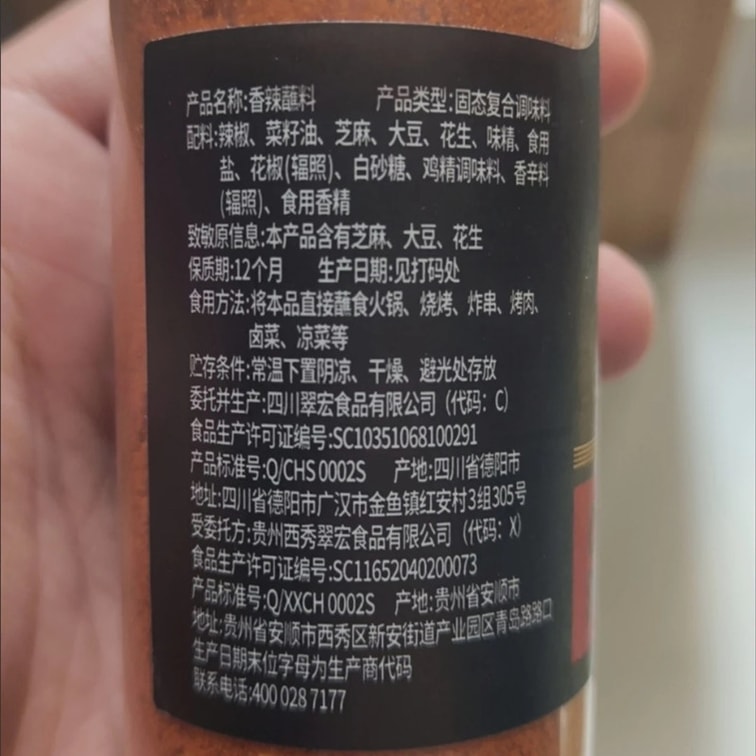 产品名称:香辣蘸料 产品类型:固态复合调味料
配料:辣椒、菜籽油、芝麻、大豆、花生、味精、食用
盐、花椒(辐照)、白砂糖、鸡精调味料、香辛料
(辐照)、食用香精
致敏原信息:本产品含有芝麻、大豆、花生
保质期:12个月 生产日期:见打码处
食用方法:将本品直接蘸食火锅、烧烤、炸串、烤肉、
卤菜、凉菜等
贮存条件:常温下置阴凉、干燥、避光处存放
委托并生产:四川翠宏食品有限公司（代码：C）
食品生产许可证编号:SC10351068100291
产品标准号:Q/CHS 0002S 产地:四川省德阳市
地址:四川省德阳市广汉市金鱼镇红安村3组305号
受委托方:贵州西秀翠宏食品有限公司（代码：X）
食品生产许可证编号:SC11652040200073
产品标准号:Q/XXCH 0002S 产地:贵州省安顺市
地址:贵州省安顺市西秀区新安街道产业园区青岛路路口
生产日期末位字母为生产商代码
联系电话:400 028 7177